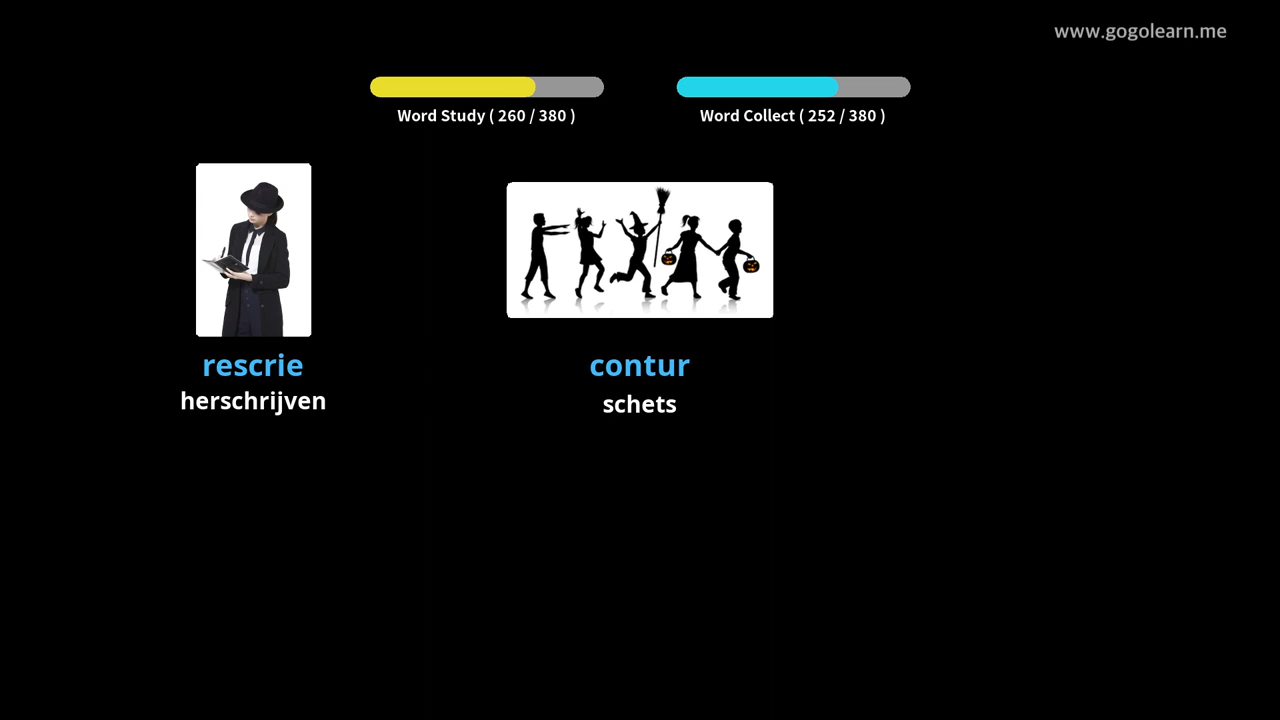 www.gogolearn.me
Word Study ( 260 / 380 )
Word Collect ( 252 / 380 )
rescrie
herschrijven
contur
schets